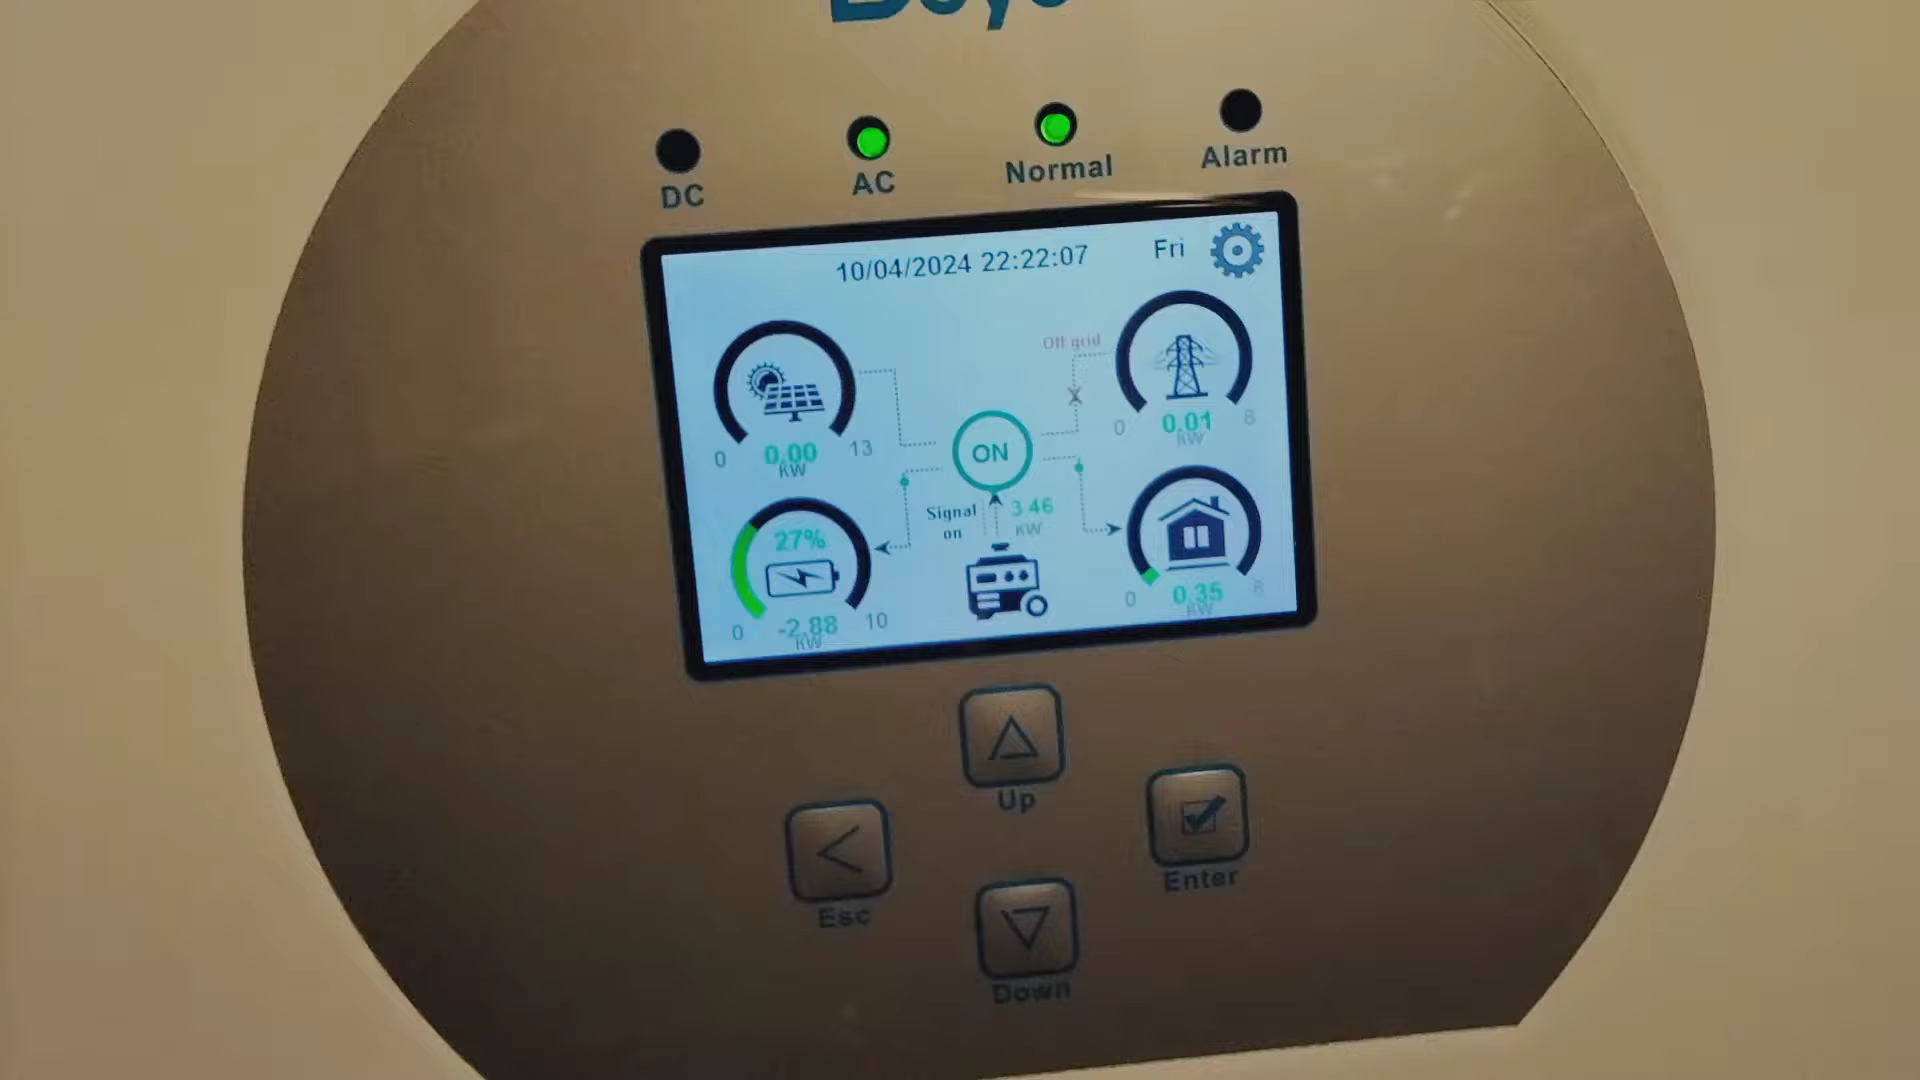 DC
AC
Normal
Alarm
10/04/2024 22:22:07 Fri
Off grid
0 0.00 13
KW
0 0.01 8
KW
ON
Signal
on
3.46
KW
27%
0 -2.88 10
KW
0 0.35 8
KW
Up
Esc
Enter
Down